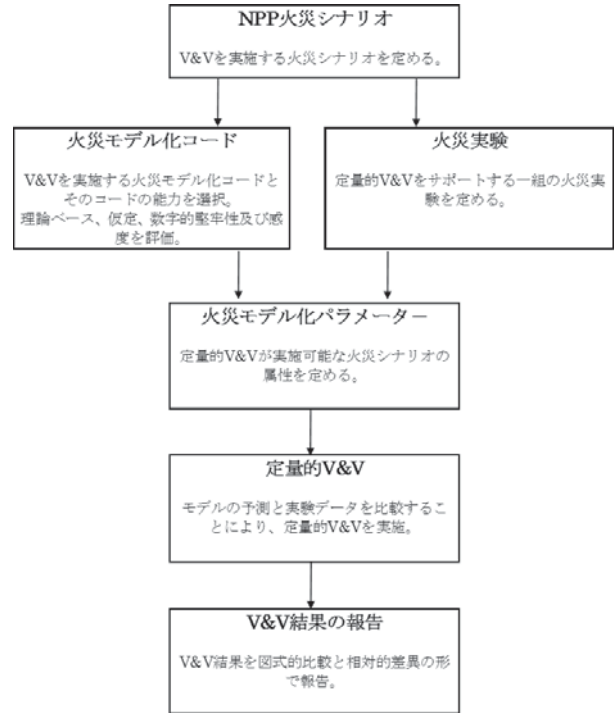 NPP火災シナリオ
V&Vを実施する火災シナリオを定める。
火災モデル化コード
V&Vを実施する火災モデル化コードと
そのコードの能力を選択。
理論ベース、仮定、数字的堅牢性及び感
度を評価。
火災実験
定量的V&Vをサポートする一組の火災実
験を定める。
火災モデル化パラメーター
定量的V&Vが実施可能な火災シナリオの
属性を定める。
定量的V&V
モデルの予測と実験データを比較するこ
とにより、定量的V&Vを実施。
V&V結果の報告
V&V結果を図式的比較と相対的差異の形
で報告。